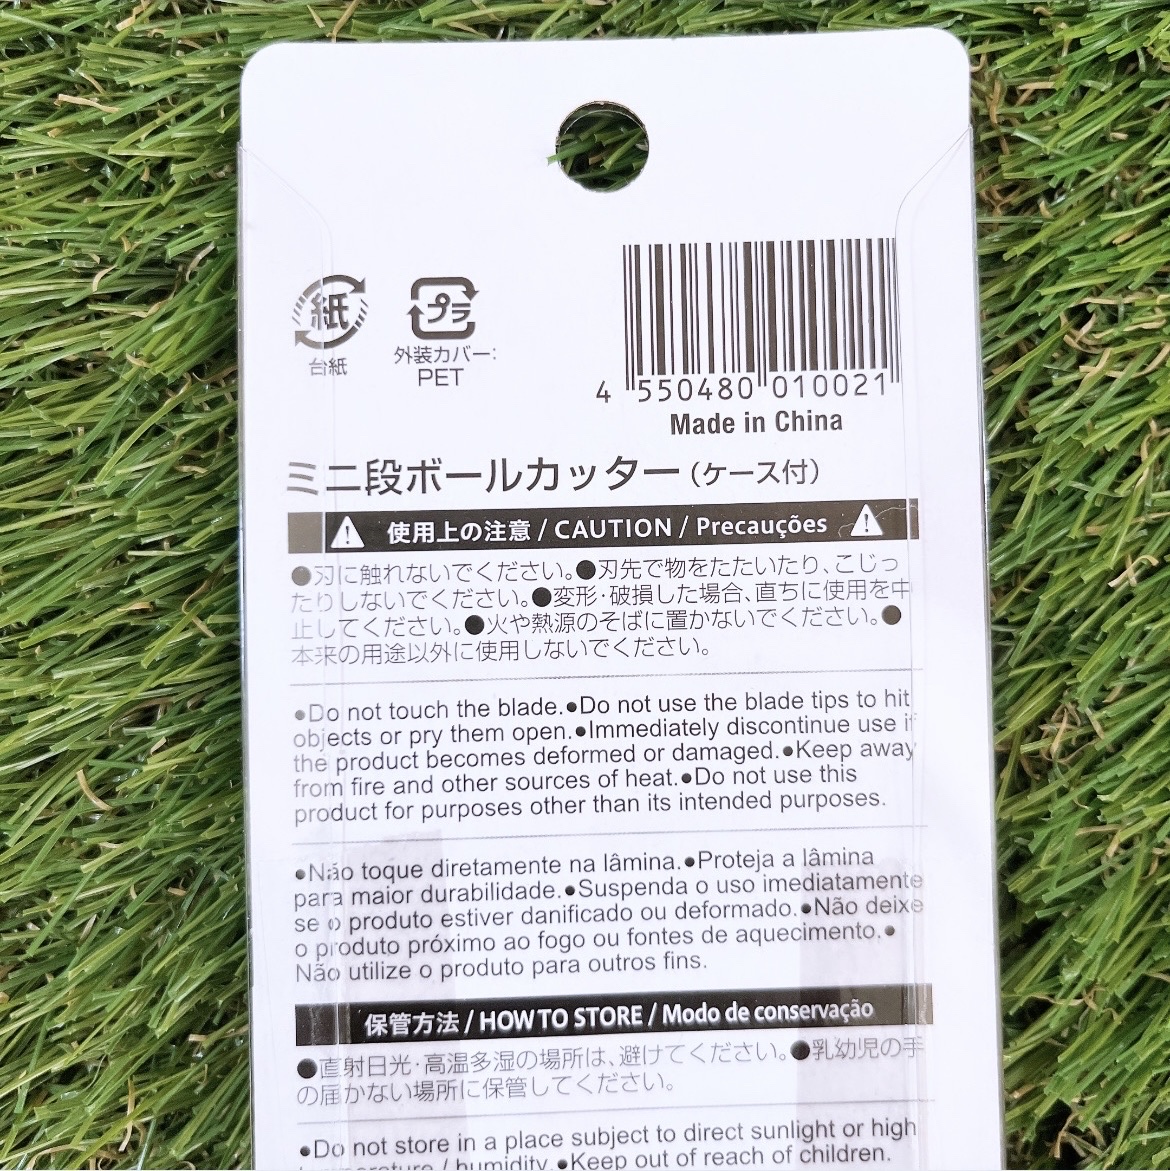 紙
プラ
台紙
外装カバー:
PET
4 550480 010021
Made in China
ミニ段ボールカッター(ケース付)
使用上の注意 / CAUTION / Precauções
●刃に触れないでください。●刃先で物をたたいたり、こじっ
たりしないでください。●変形・破損した場合、直ちに使用を中
止してください。●火や熱源のそばに置かないでください。●
本来の用途以外に使用しないでください。
●Do not touch the blade.●Do not use the blade tips to hit
objects or pry them open.●Immediately discontinue use if
the product becomes deformed or damaged.●Keep away
from fire and other sources of heat.●Do not use this
product for purposes other than its intended purposes.
●Não toque diretamente na lâmina.●Proteja a lâmina
para maior durabilidade.●Suspenda o uso imediatamente
se o produto estiver danificado ou deformado.●Não deixe
o produto próximo ao fogo ou fontes de aquecimento.●
Não utilize o produto para outros fins.
保管方法 / HOW TO STORE / Modo de conservação
●直射日光・高温多湿の場所は、避けてください。●乳幼児の手
の届かない場所に保管してください。
●Do not store in a place subject to direct sunlight or high
temperature / humidity.●Keep out of reach of children.